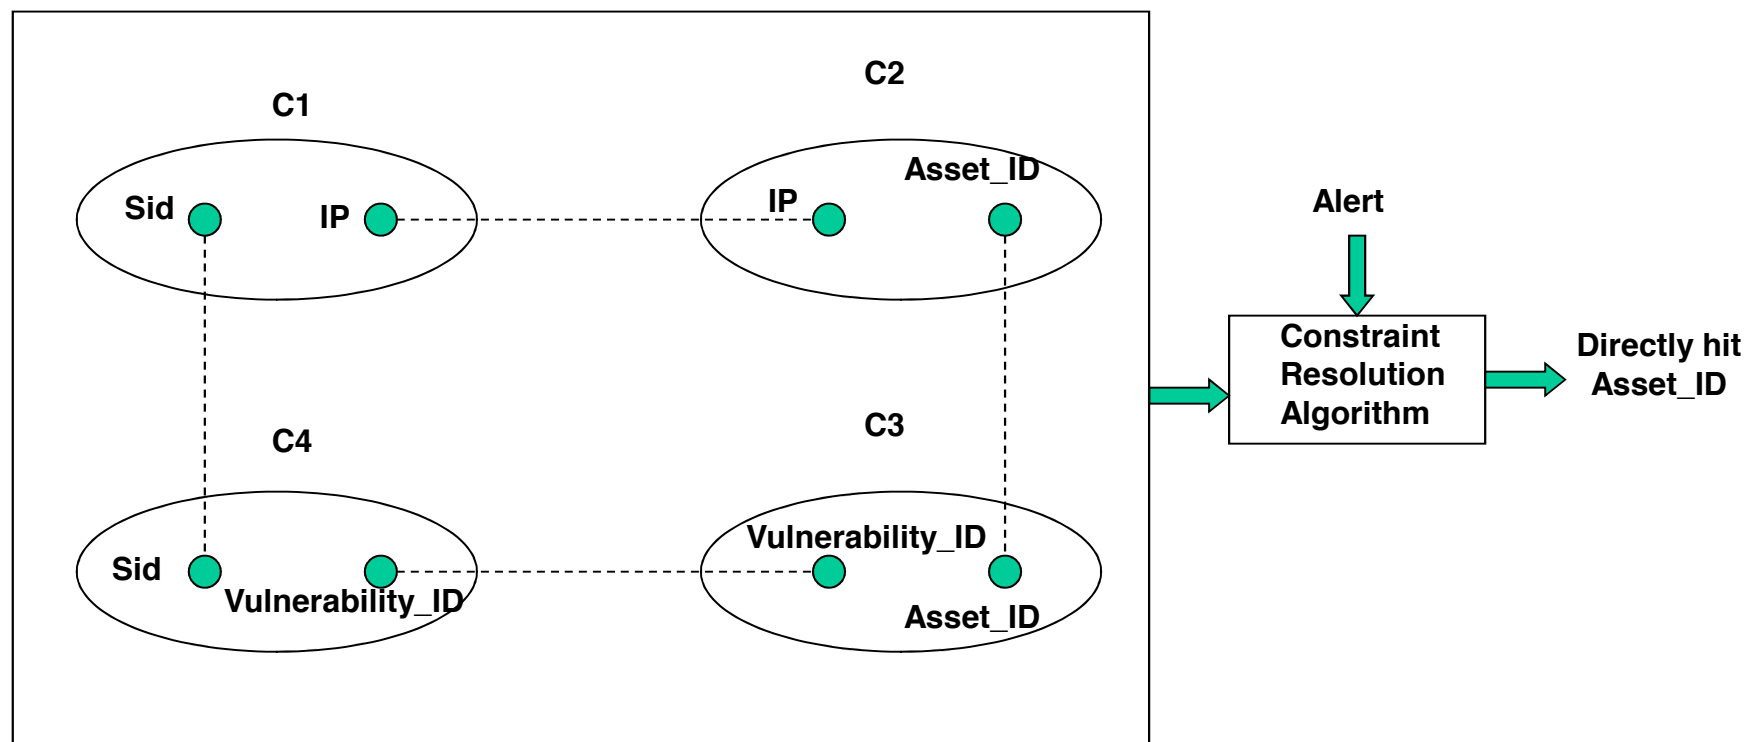 C1
C2
Sid
IP
IP
Asset_ID
C4
C3
Sid
Vulnerability_ID
Vulnerability_ID
Asset_ID
Alert
Constraint
Resolution
Algorithm
Directly hit
Asset_ID